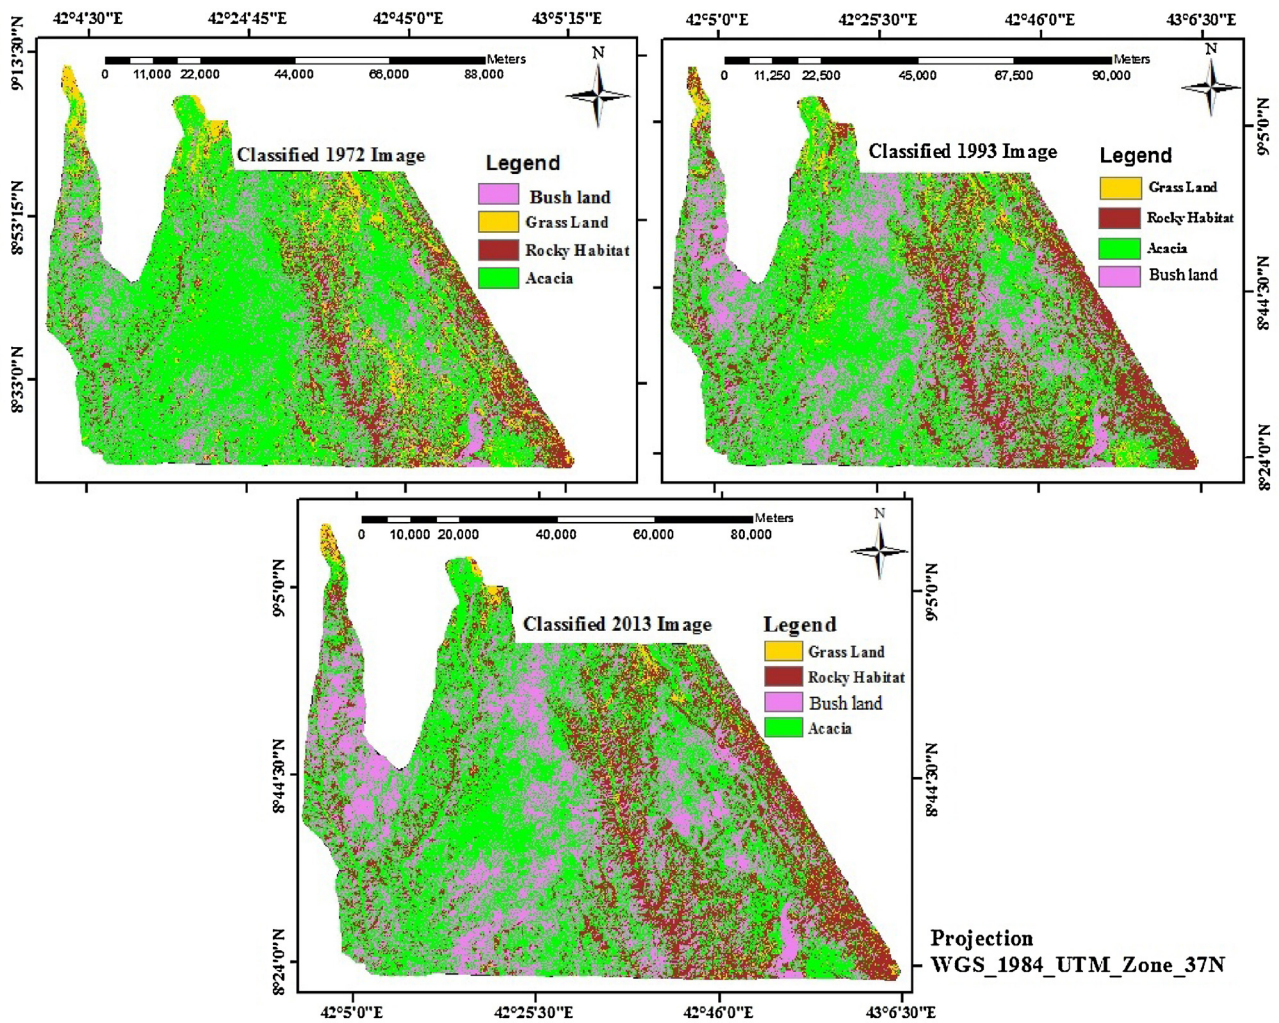 42°4'30"E 42°24'45"E 42°45'0"E 43°5'15"E
9°13'30"N
8°53'15"N
8°33'0"N
Meters
0 11,000 22,000 44,000 66,000 88,000
N
Classified 1972 Image
Legend
Bush land
Grass Land
Rocky Habitat
Acacia
42°5'0"E 42°25'30"E 42°46'0"E 43°6'30"E
Meters
0 11,250 22,500 45,000 67,500 90,000
N
Classified 1993 Image
Legend
Grass Land
Rocky Habitat
Acacia
Bush land
9°5'0"N
8°44'30"N
8°24'0"N
Meters
0 10,000 20,000 40,000 60,000 80,000
N
Classified 2013 Image
Legend
Grass Land
Rocky Habitat
Bush land
Acacia
9°5'0"N
8°44'30"N
8°24'0"N
9°5'0"N
8°44'30"N
42°5'0"E 42°25'30"E 42°46'0"E 43°6'30"E
Projection
WGS_1984_UTM_Zone_37N